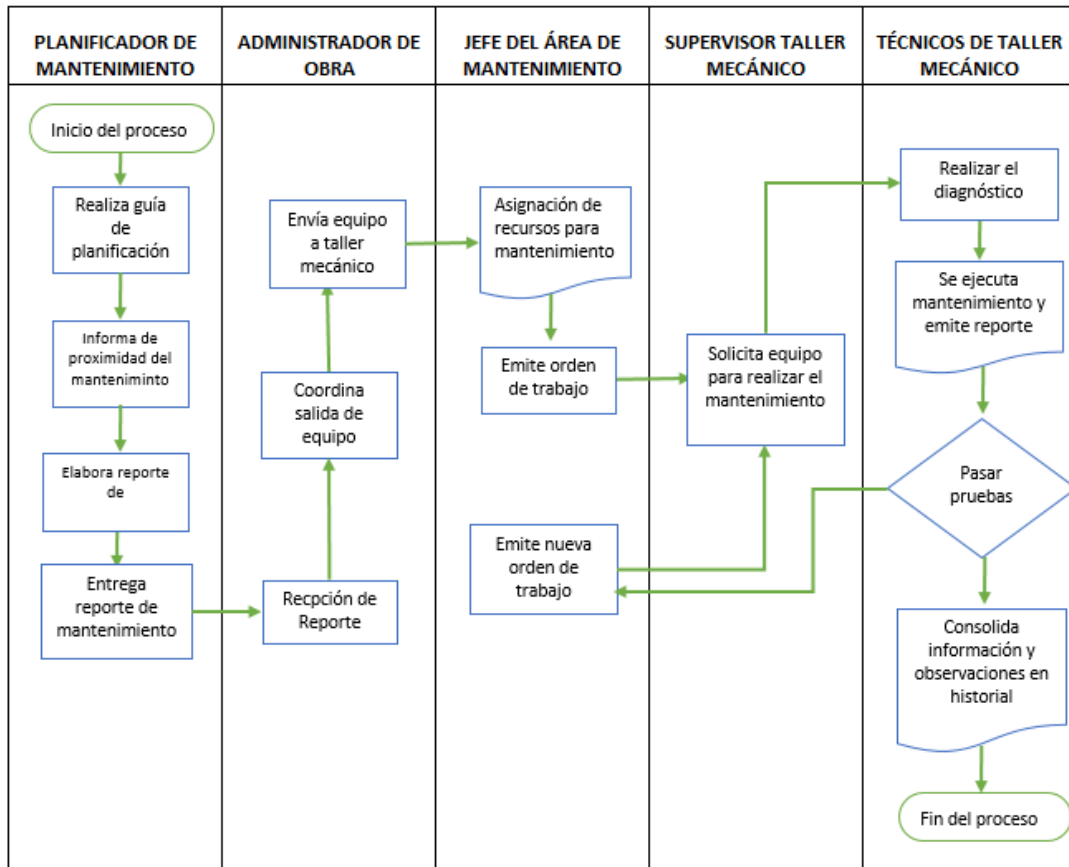 PLANIFICADOR DE
MANTENIMIENTO
ADMINISTRADOR DE
OBRA
JEFE DEL ÁREA DE
MANTENIMIENTO
SUPERVISOR TALLER
MECÁNICO
TÉCNICOS DE TALLER
MECÁNICO
Inicio del proceso
Realiza guía
de
planificación
Informa de
proximidad del
manteniminto
Elabora reporte
de
Entrega
reporte de
mantenimiento
Envía equipo
a taller
mecánico
Coordina
salida de
equipo
Recpción de
Reporte
Asignación de
recursos para
mantenimiento
Emite orden
de trabajo
Emite nueva
orden de
trabajo
Solicita equipo
para realizar el
mantenimiento
Realizar el
diagnóstico
Se ejecuta
mantenimiento y
emite reporte
Pasar
pruebas
Consolida
información y
observaciones en
historial
Fin del proceso